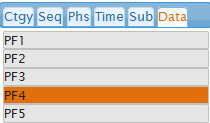 Ctgy Seq Phs Time Sub Data
PF1
PF2
PF3
PF4
PF5